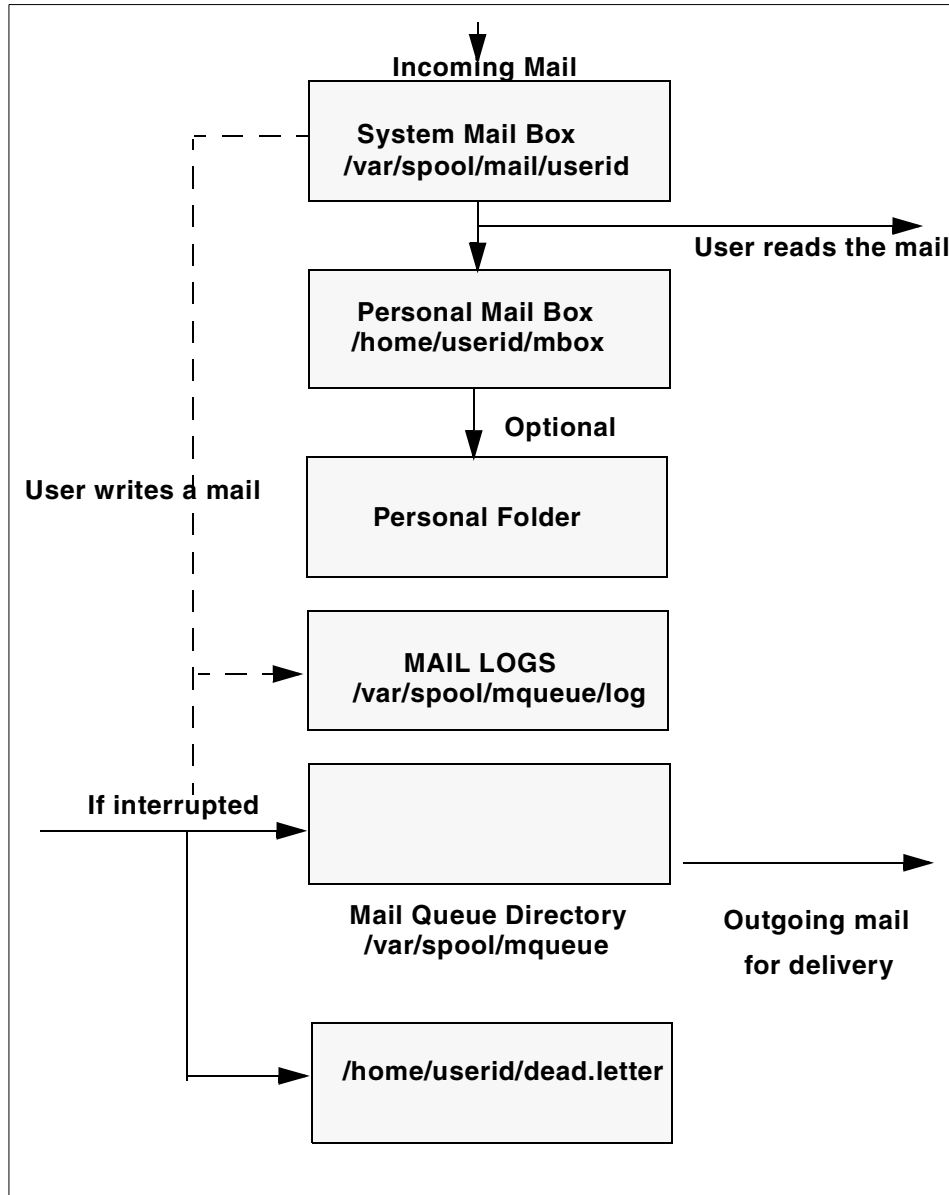 Incoming Mail
System Mail Box
/var/spool/mail/userid
User reads the mail
Personal Mail Box
/home/userid/mbox
Optional
User writes a mail
Personal Folder
MAIL LOGS
/var/spool/mqueue/log
If interrupted
Mail Queue Directory
/var/spool/mqueue
Outgoing mail
for delivery
/home/userid/dead.letter